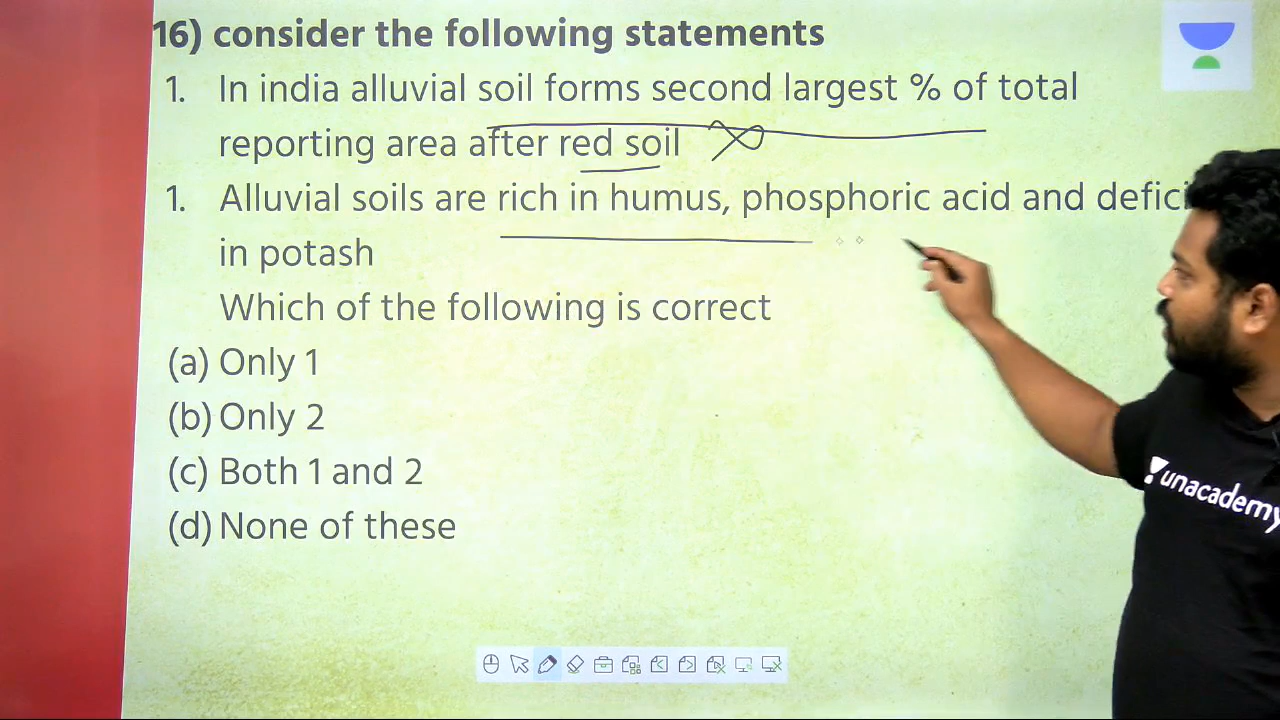 16) consider the following statements
1. In india alluvial soil forms second largest % of total
reporting area after red soil
1. Alluvial soils are rich in humus, phosphoric acid and defici
in potash
Which of the following is correct
(a) Only 1
(b) Only 2
(c) Both 1 and 2
(d) None of these
unacademy